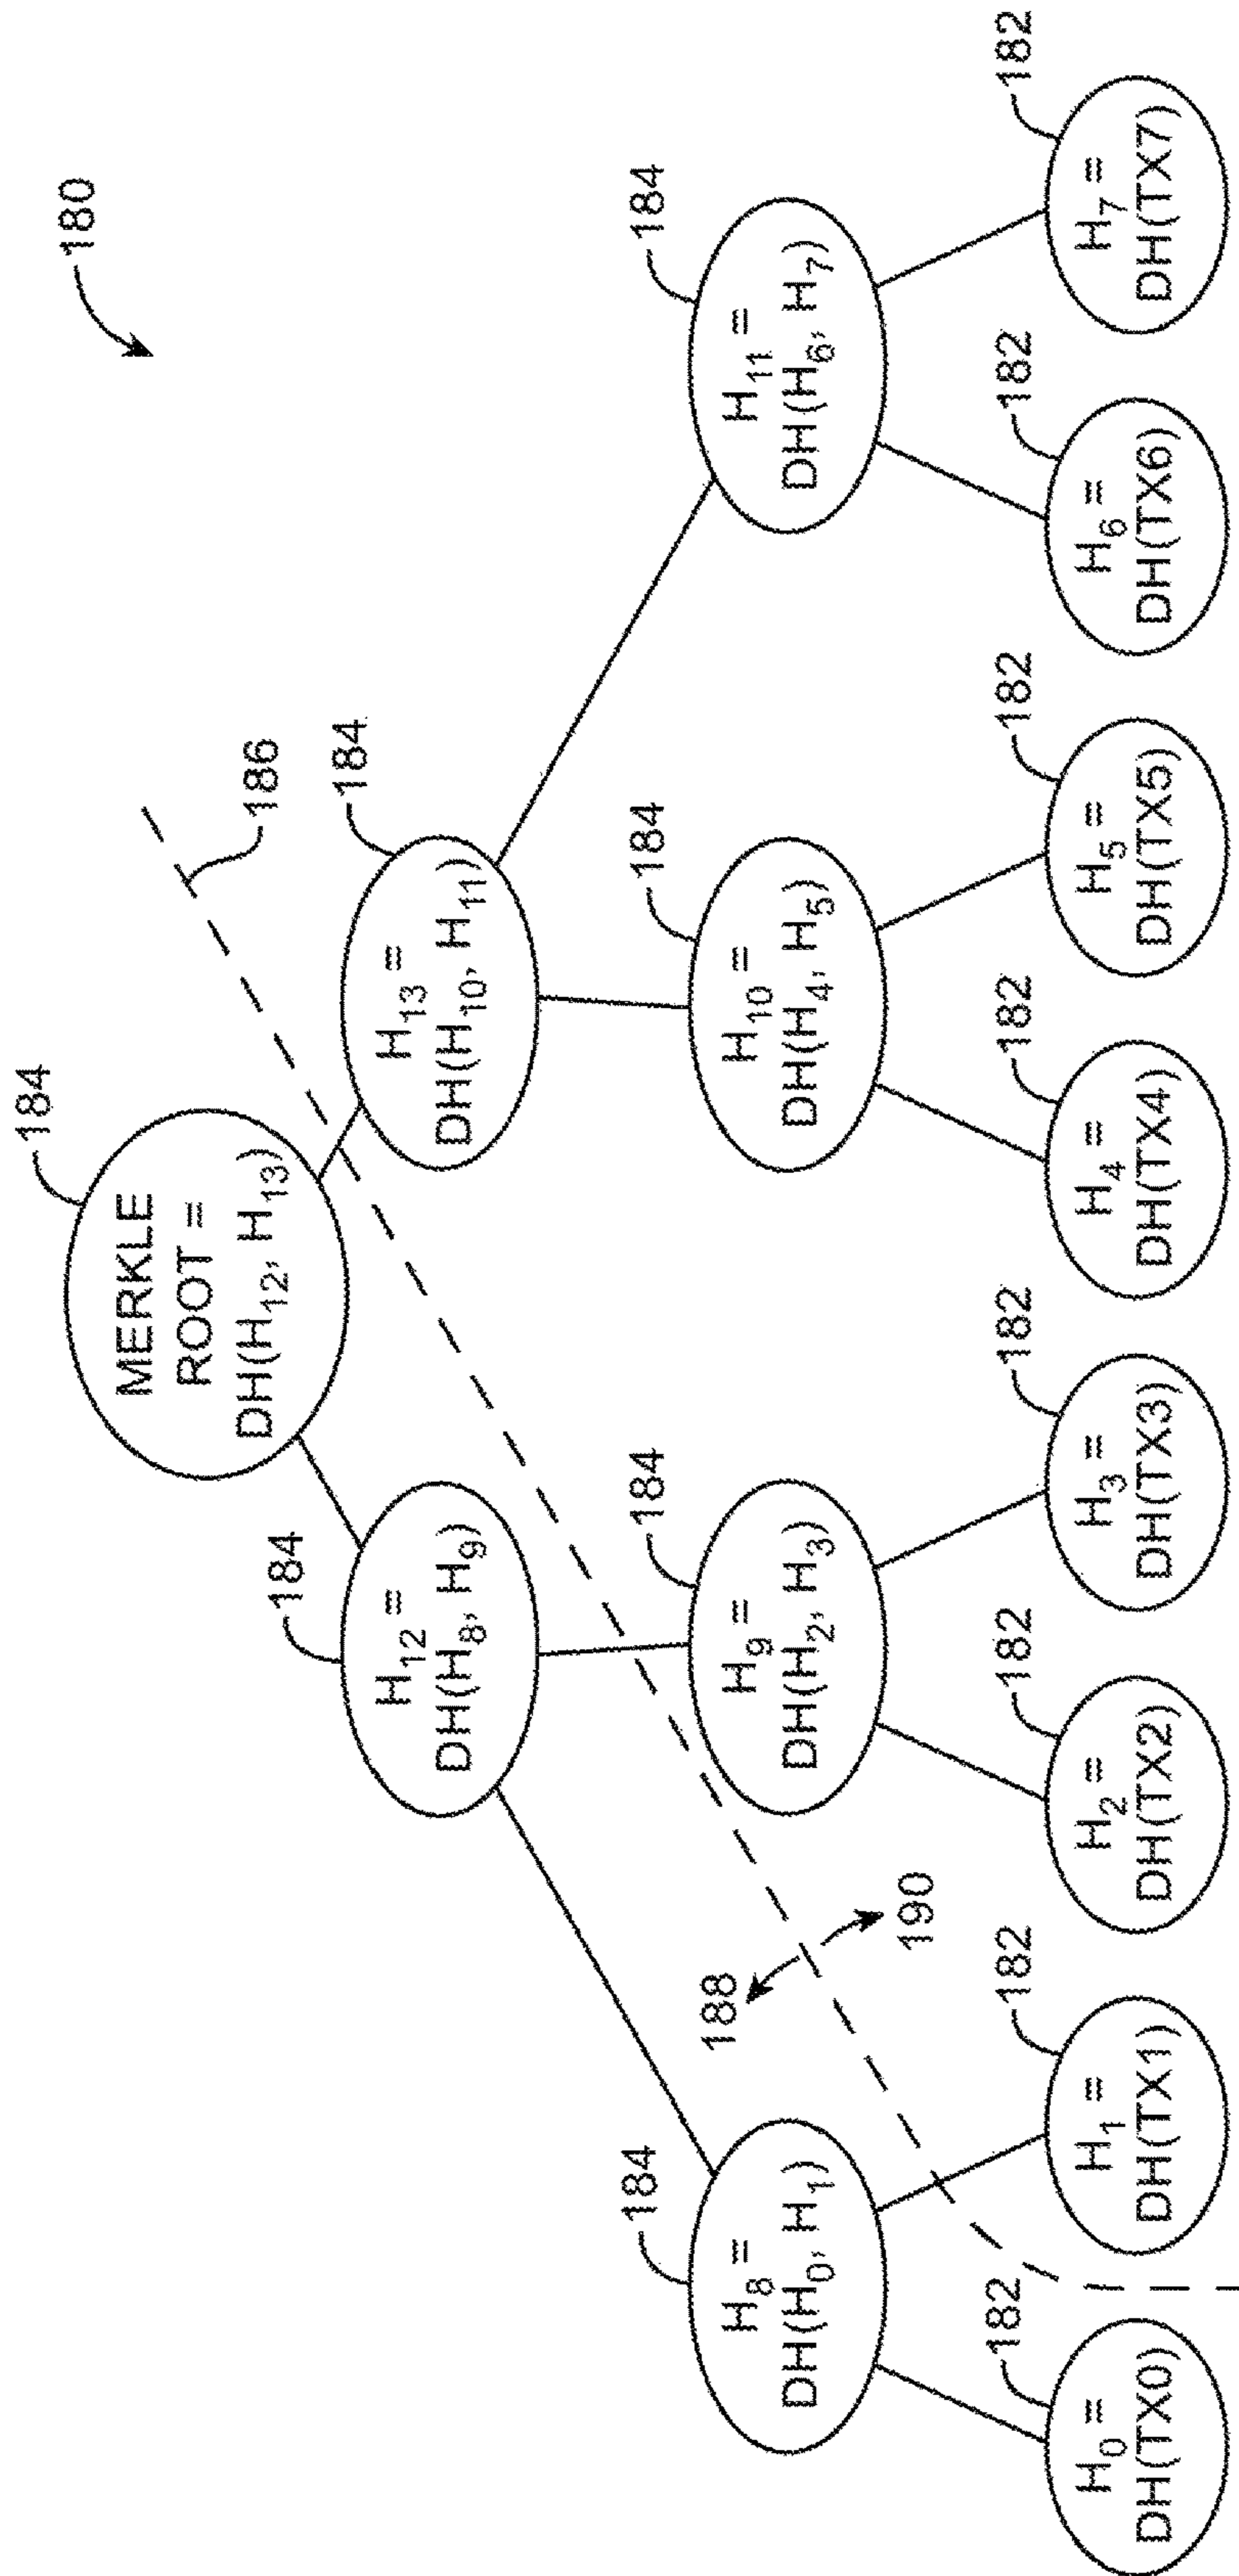 180
184
MERKLE
ROOT =
DH(H₁₂, H₁₃)
186
184
H₁₂ =
DH(H₈, H₉)
184
H₁₃ =
DH(H₁₀, H₁₁)
184
H₈ =
DH(H₀, H₁)
188
190
184
H₉ =
DH(H₂, H₃)
184
H₁₀ =
DH(H₄, H₅)
184
H₁₁ =
DH(H₆, H₇)
182
H₀ =
DH(TX0)
182
H₁ =
DH(TX1)
182
H₂ =
DH(TX2)
182
H₃ =
DH(TX3)
182
H₄ =
DH(TX4)
182
H₅ =
DH(TX5)
182
H₆ =
DH(TX6)
182
H₇ =
DH(TX7)